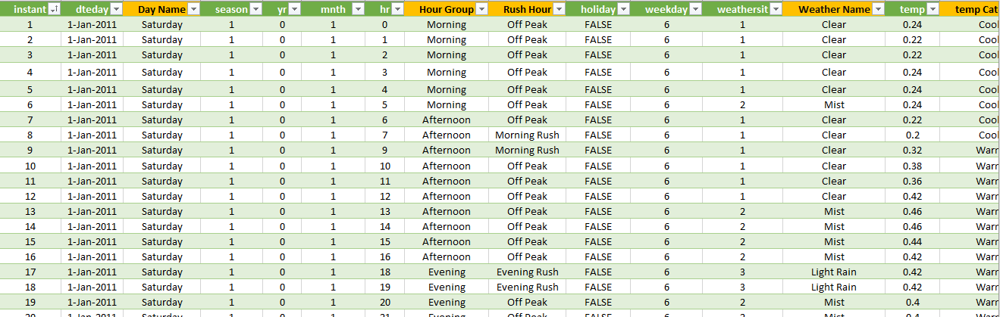 instant dteday Day Name season yr mnth hr Hour Group Rush Hour holiday weekday weathersit Weather Name temp temp Cat
1 1-Jan-2011 Saturday 1 0 1 0 Morning Off Peak FALSE 6 1 Clear 0.24 Cool
2 1-Jan-2011 Saturday 1 0 1 1 Morning Off Peak FALSE 6 1 Clear 0.22 Cool
3 1-Jan-2011 Saturday 1 0 1 2 Morning Off Peak FALSE 6 1 Clear 0.22 Cool
4 1-Jan-2011 Saturday 1 0 1 3 Morning Off Peak FALSE 6 1 Clear 0.24 Cool
5 1-Jan-2011 Saturday 1 0 1 4 Morning Off Peak FALSE 6 1 Clear 0.24 Cool
6 1-Jan-2011 Saturday 1 0 1 5 Morning Off Peak FALSE 6 2 Mist 0.24 Cool
7 1-Jan-2011 Saturday 1 0 1 6 Afternoon Off Peak FALSE 6 1 Clear 0.22 Cool
8 1-Jan-2011 Saturday 1 0 1 7 Afternoon Morning Rush FALSE 6 1 Clear 0.2 Cool
9 1-Jan-2011 Saturday 1 0 1 9 Afternoon Morning Rush FALSE 6 1 Clear 0.32 Warr
10 1-Jan-2011 Saturday 1 0 1 10 Afternoon Off Peak FALSE 6 1 Clear 0.38 Warr
11 1-Jan-2011 Saturday 1 0 1 11 Afternoon Off Peak FALSE 6 1 Clear 0.36 Warr
12 1-Jan-2011 Saturday 1 0 1 12 Afternoon Off Peak FALSE 6 1 Clear 0.42 Warr
13 1-Jan-2011 Saturday 1 0 1 13 Afternoon Off Peak FALSE 6 2 Mist 0.46 Warr
14 1-Jan-2011 Saturday 1 0 1 14 Afternoon Off Peak FALSE 6 2 Mist 0.46 Warr
15 1-Jan-2011 Saturday 1 0 1 15 Afternoon Off Peak FALSE 6 2 Mist 0.44 Warr
16 1-Jan-2011 Saturday 1 0 1 16 Afternoon Off Peak FALSE 6 2 Mist 0.42 Warr
17 1-Jan-2011 Saturday 1 0 1 18 Evening Evening Rush FALSE 6 3 Light Rain 0.42 Warr
18 1-Jan-2011 Saturday 1 0 1 19 Evening Evening Rush FALSE 6 3 Light Rain 0.42 Warr
19 1-Jan-2011 Saturday 1 0 1 20 Evening Off Peak FALSE 6 2 Mist 0.4 Warr